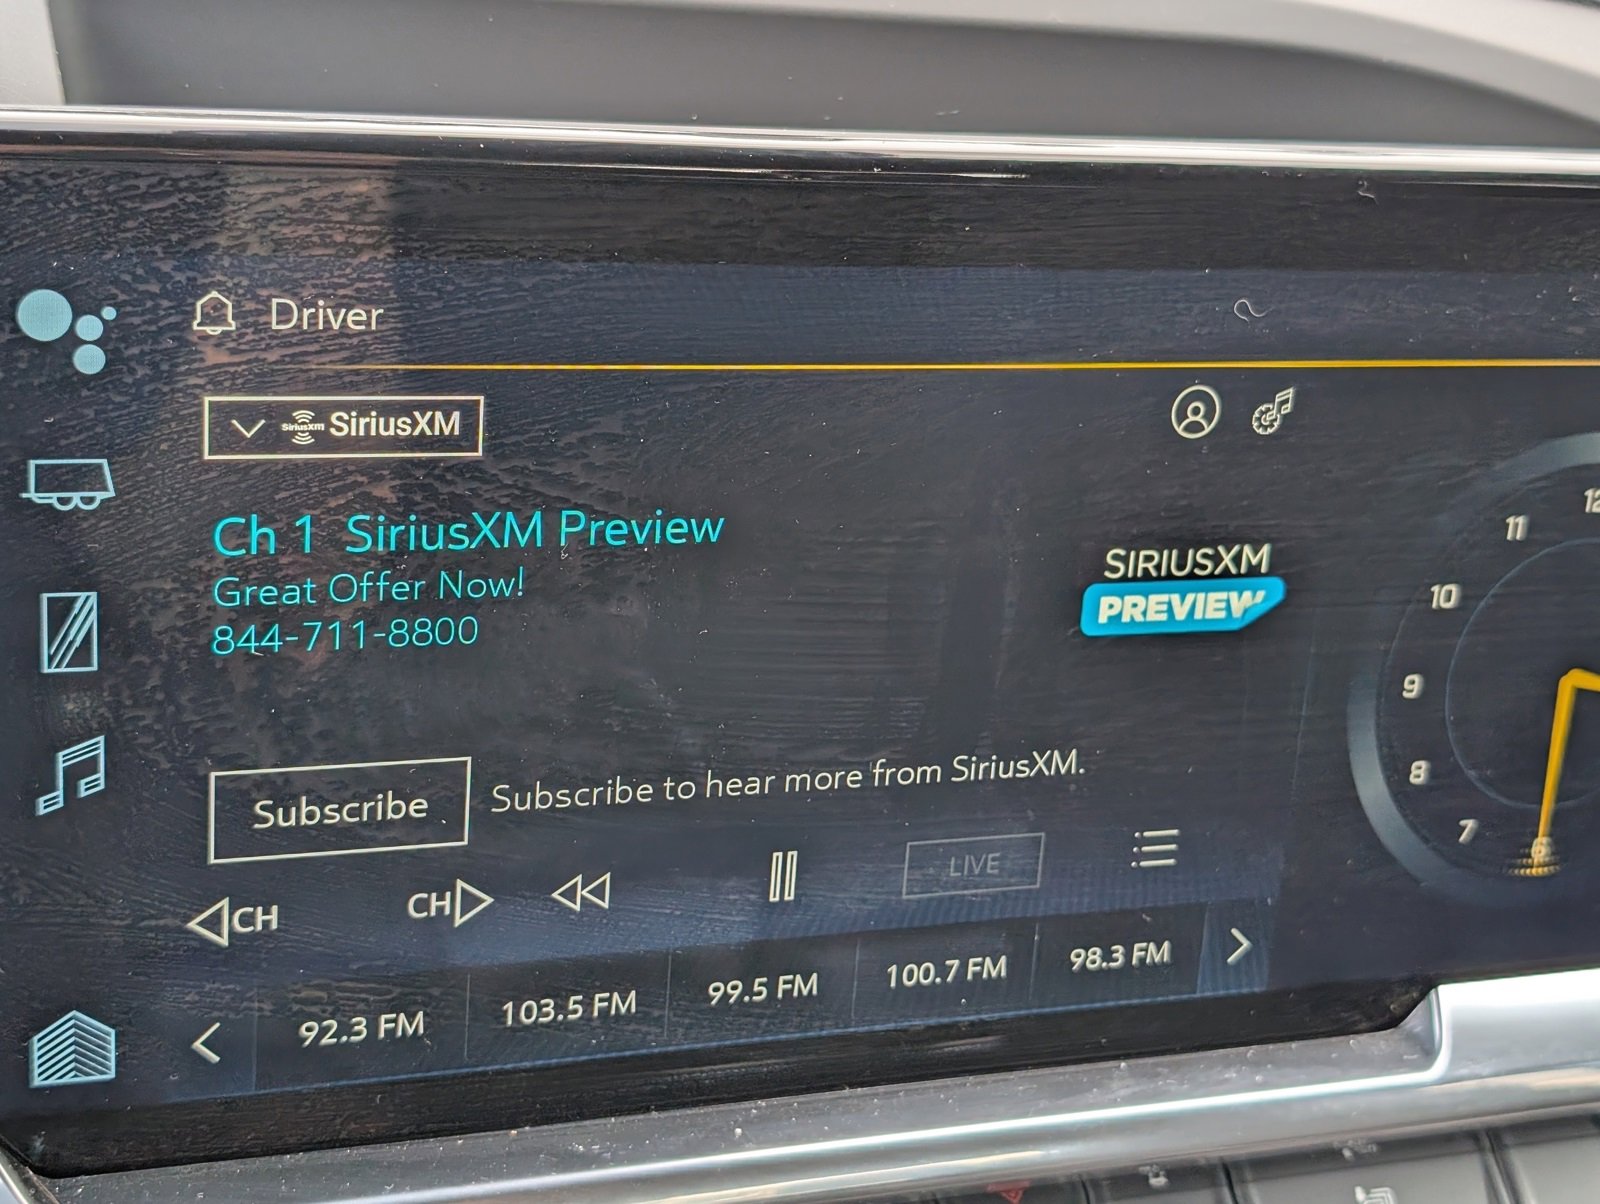 Driver
SiriusXM SiriusXM
Ch 1 SiriusXM Preview
Great Offer Now!
844-711-8800
SIRIUSXM
PREVIEW
Subscribe
Subscribe to hear more from SiriusXM.
CH
CH
LIVE
92.3 FM
103.5 FM
99.5 FM
100.7 FM
98.3 FM
12
11
10
9
8
7
6